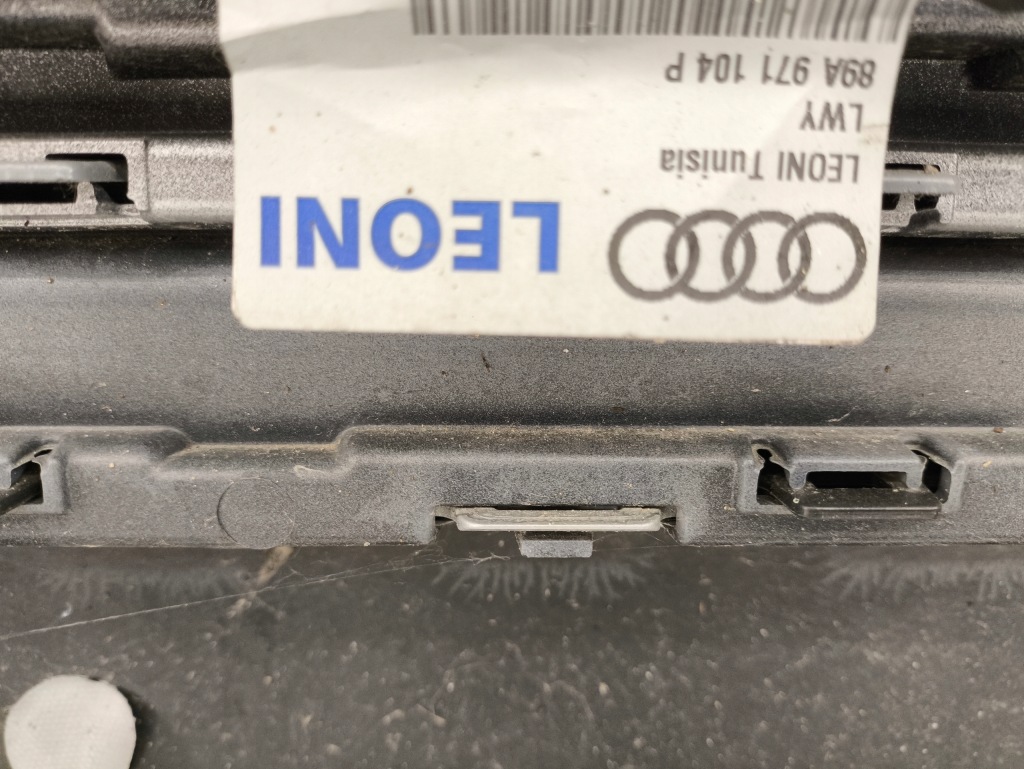 LEONI
LEONI Tunisia
LWY
89A 971 104 P